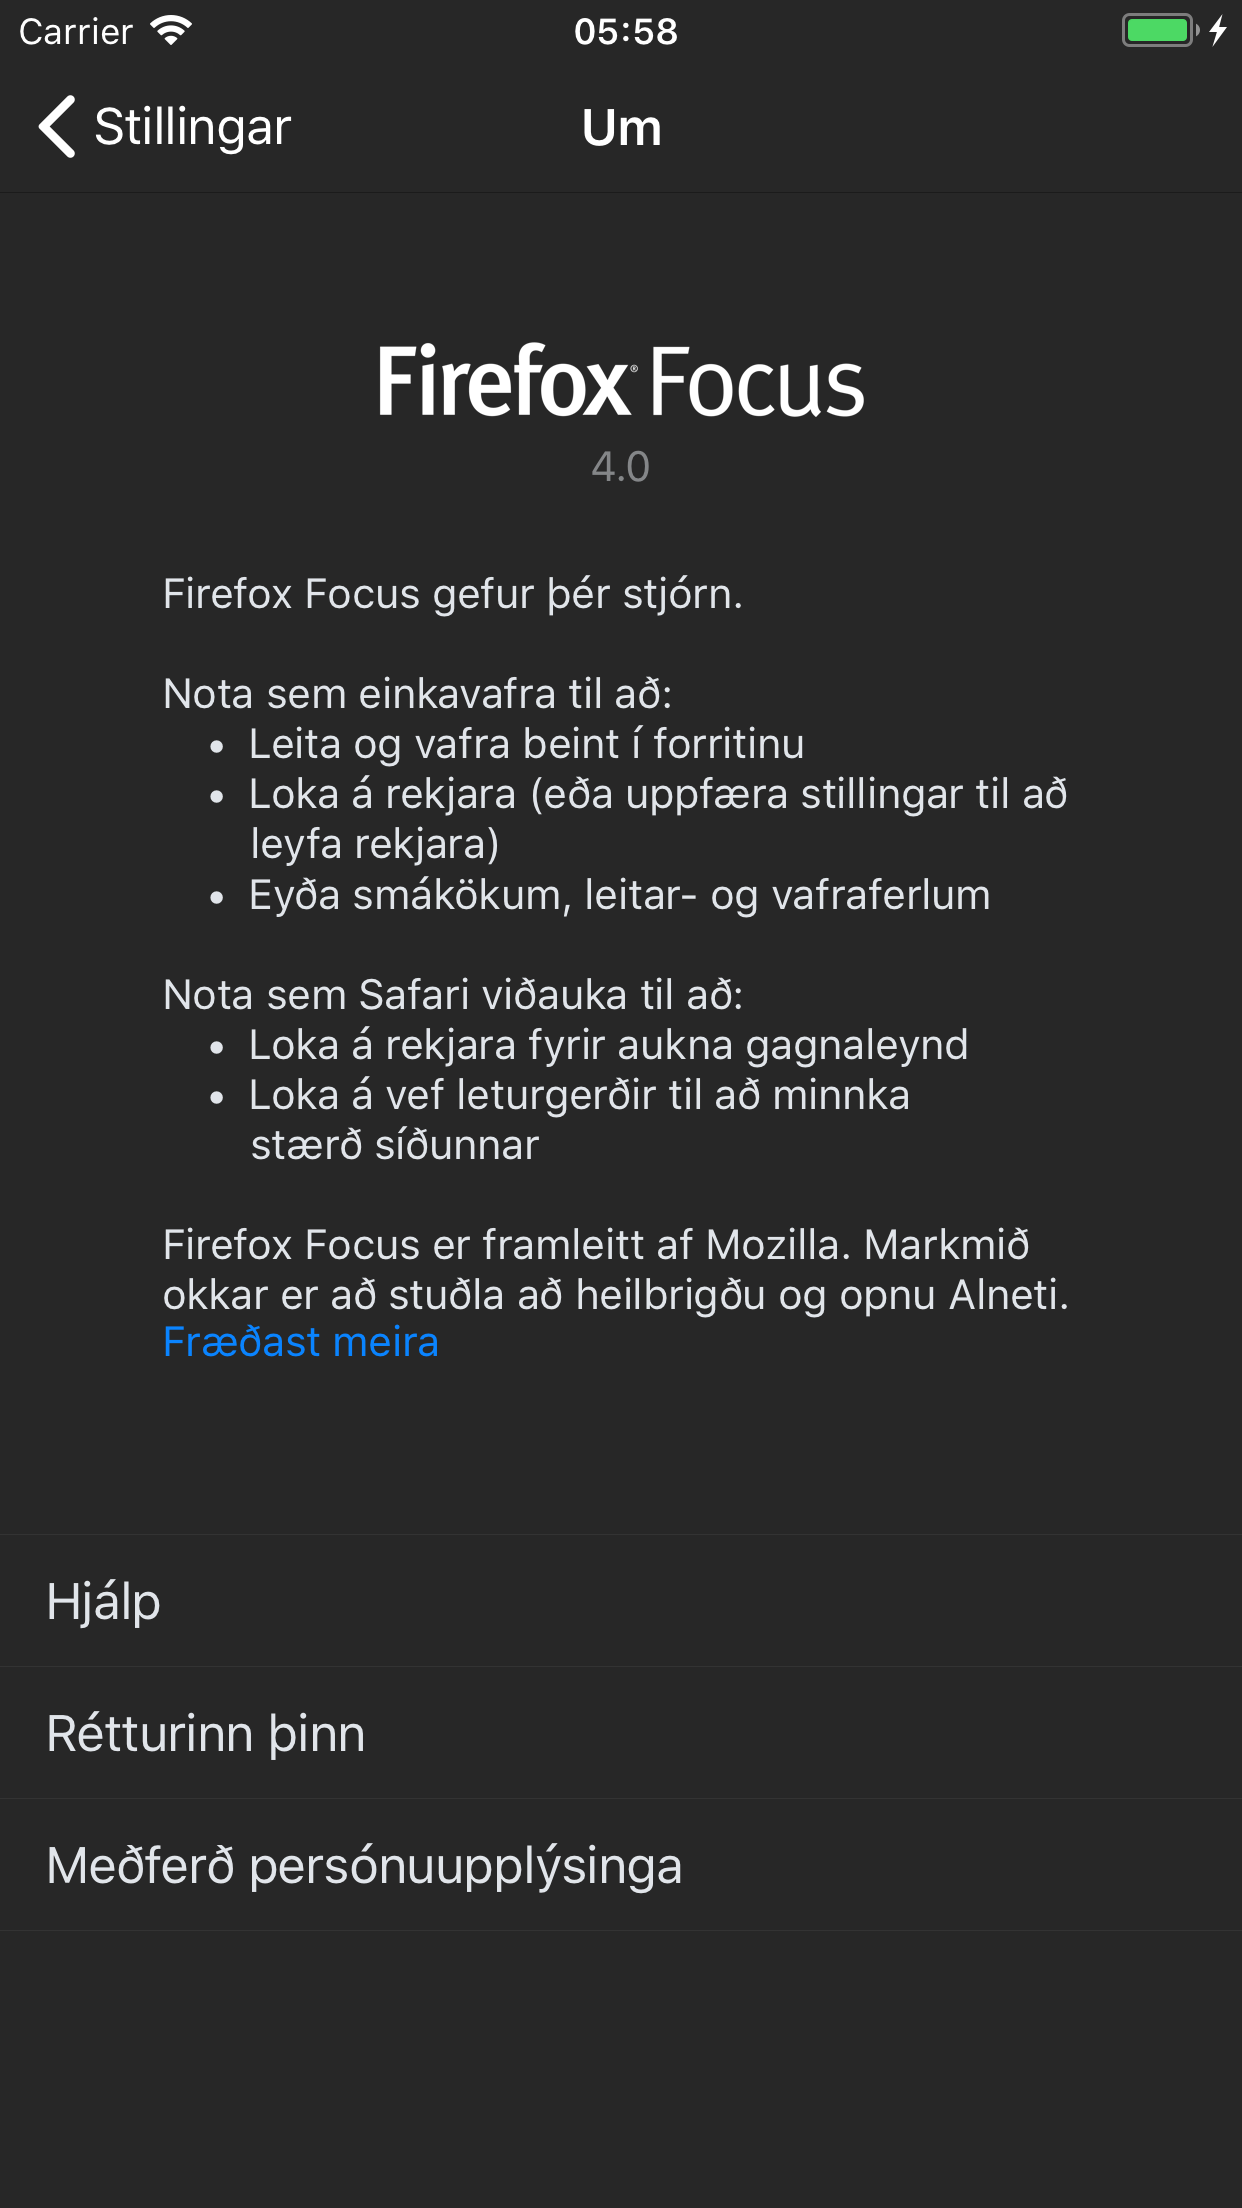 Carrier 05:58
Stillingar Um
Firefox® Focus
4.0
Firefox Focus gefur þér stjórn.
Nota sem einkavafra til að:
• Leita og vafra beint í forritinu
• Loka á rekjara (eða uppfæra stillingar til að
leyfa rekjara)
• Eyða smákökum, leitar- og vafraferlum
Nota sem Safari viðauka til að:
• Loka á rekjara fyrir aukna gagnaleynd
• Loka á vef leturgerðir til að minnka
stærð síðunnar
Firefox Focus er framleitt af Mozilla. Markmið
okkar er að stuðla að heilbrigðu og opnu Alneti.
Fræðast meira
Hjálp
Rétturinn þinn
Meðferð persónuupplýsinga